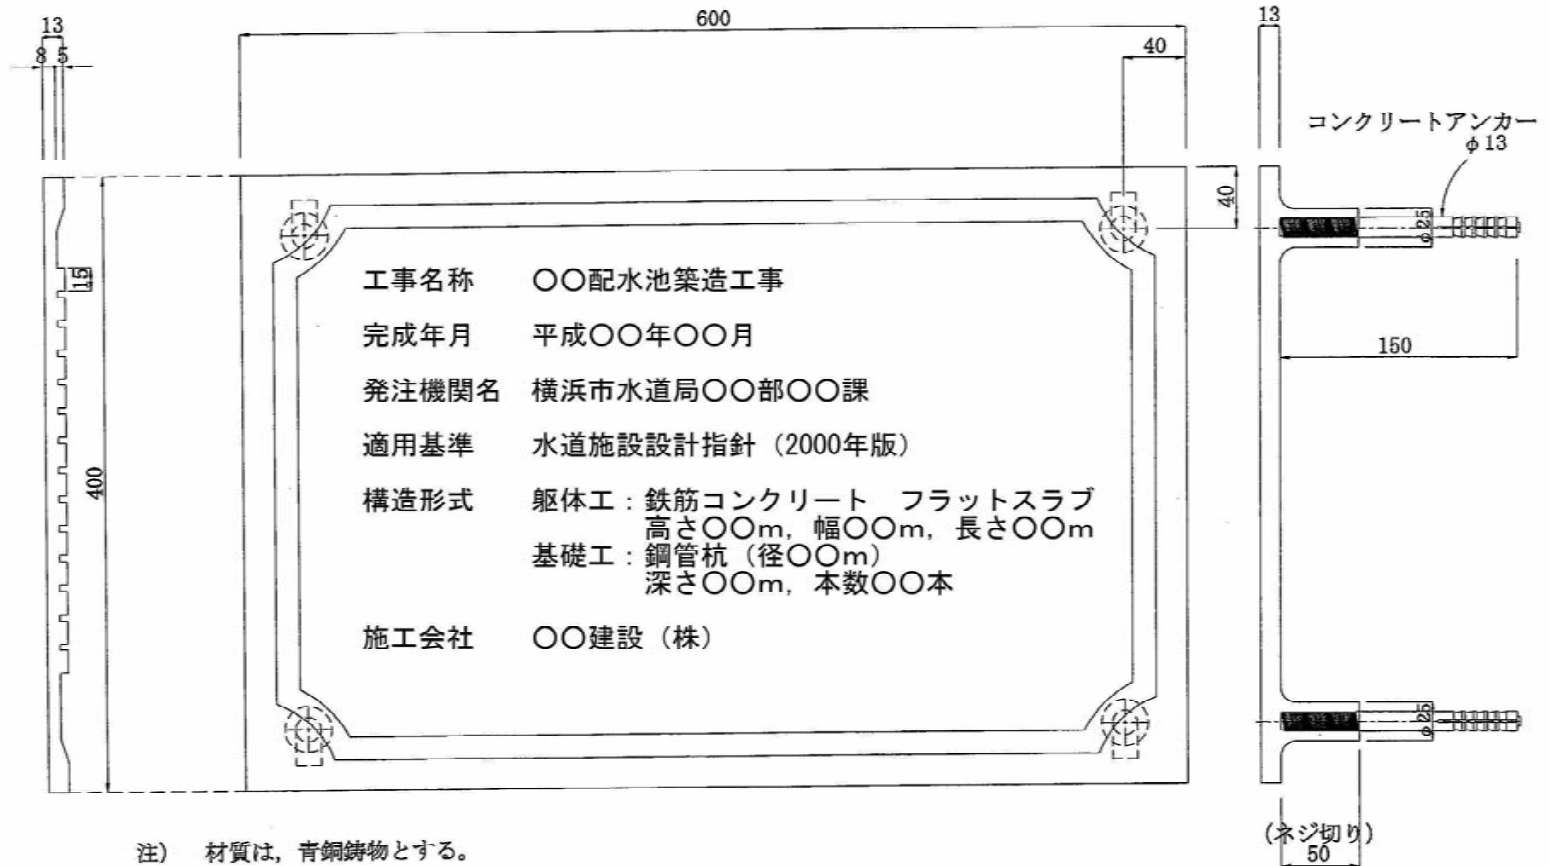 13
8 5
600
40
13
コンクリートアンカー
φ13
40
φ25
15
150
400
工事名称 〇〇配水池築造工事
完成年月 平成〇〇年〇〇月
発注機関名 横浜市水道局〇〇部〇〇課
適用基準 水道施設設計指針（2000年版）
構造形式 躯体工：鉄筋コンクリート フラットスラブ
高さ〇〇m，幅〇〇m，長さ〇〇m
基礎工：鋼管杭（径〇〇m）
深さ〇〇m，本数〇〇本
施工会社 〇〇建設（株）
φ25
（ネジ切り）
50
注） 材質は，青銅鋳物とする。